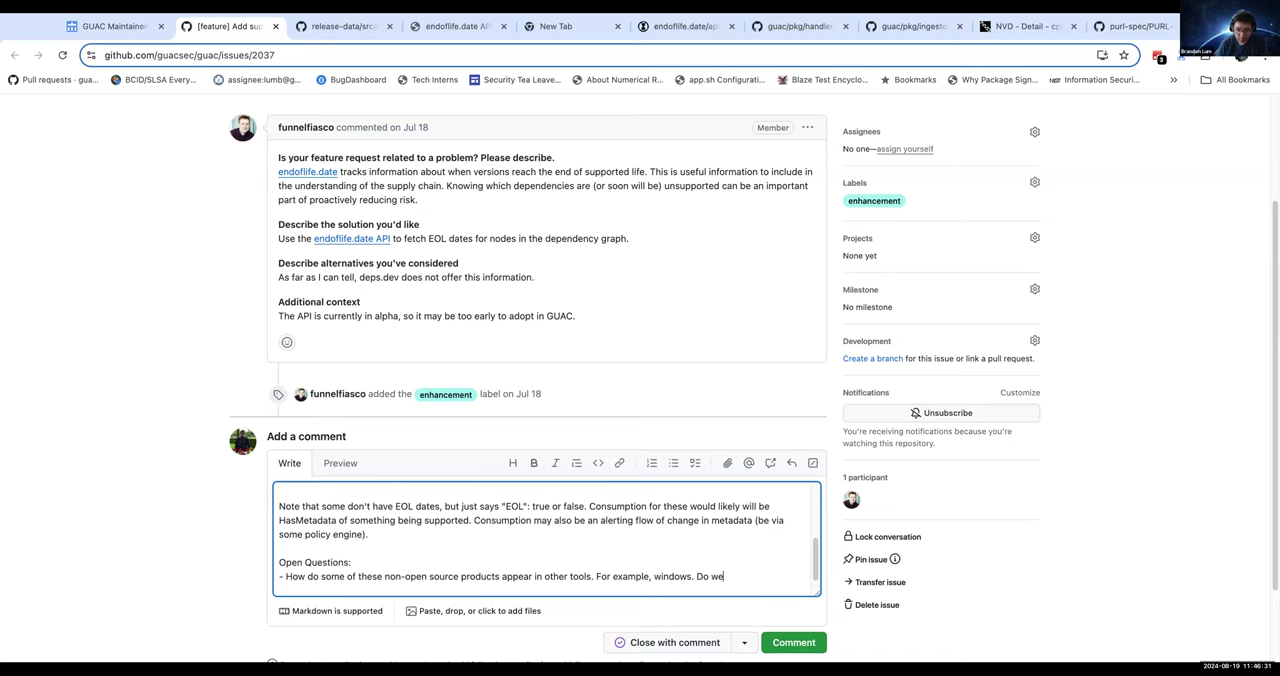 GUAC Maintainer
[feature] Add sup
release-data/src/
endoflife.date AP
New Tab
endoflife.date/ap
guac/pkg/handler
guac/pkg/ingesto
NVD - Detail - cp
purl-spec/PURL-
github.com/guacsec/guac/issues/2037
Pull requests · gua...
BCID/SLSA Every...
assignee:lumb@g...
BugDashboard
Tech Interns
Security Tea Leave...
About Numerical R...
app.sh Configurati...
Blaze Test Encyclo...
Bookmarks
Why Package Sign...
Information Securi...
»
All Bookmarks
Brandon Lum
funnelfiasco commented on Jul 18
Member
Is your feature request related to a problem? Please describe.
endoflife.date tracks information about when versions reach the end of supported life. This is useful information to include in
the understanding of the supply chain. Knowing which dependencies are (or soon will be) unsupported can be an important
part of proactively reducing risk.
Describe the solution you'd like
Use the endoflife.date API to fetch EOL dates for nodes in the dependency graph.
Describe alternatives you've considered
As far as I can tell, deps.dev does not offer this information.
Additional context
The API is currently in alpha, so it may be too early to adopt in GUAC.
funnelfiasco added the enhancement label on Jul 18
Add a comment
Write
Preview
Note that some don't have EOL dates, but just says "EOL": true or false. Consumption for these would likely will be
HasMetadata of something being supported. Consumption may also be an alerting flow of change in metadata (be via
some policy engine).
Open Questions:
- How do some of these non-open source products appear in other tools. For example, windows. Do we
Markdown is supported
Paste, drop, or click to add files
Close with comment
Comment
Assignees
No one—assign yourself
Labels
enhancement
Projects
None yet
Milestone
No milestone
Development
Create a branch for this issue or link a pull request.
Notifications
Customize
Unsubscribe
You're receiving notifications because you're
watching this repository.
1 participant
Lock conversation
Pin issue
Transfer issue
Delete issue
2024-08-19 11:46:31